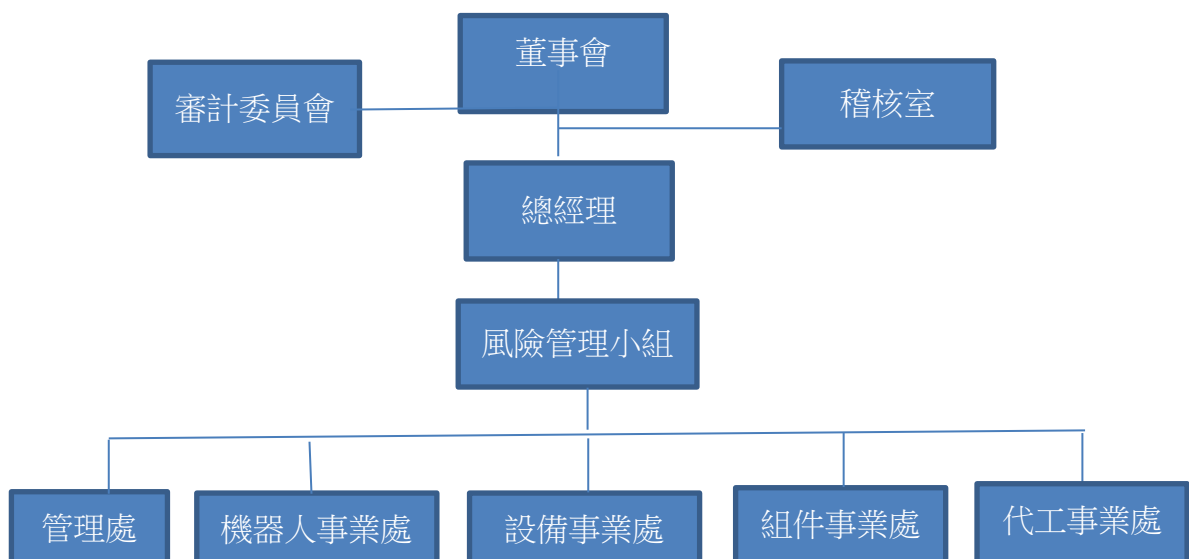 董事會
審計委員會
稽核室
總經理
風險管理小組
管理處
機器人事業處
設備事業處
組件事業處
代工事業處